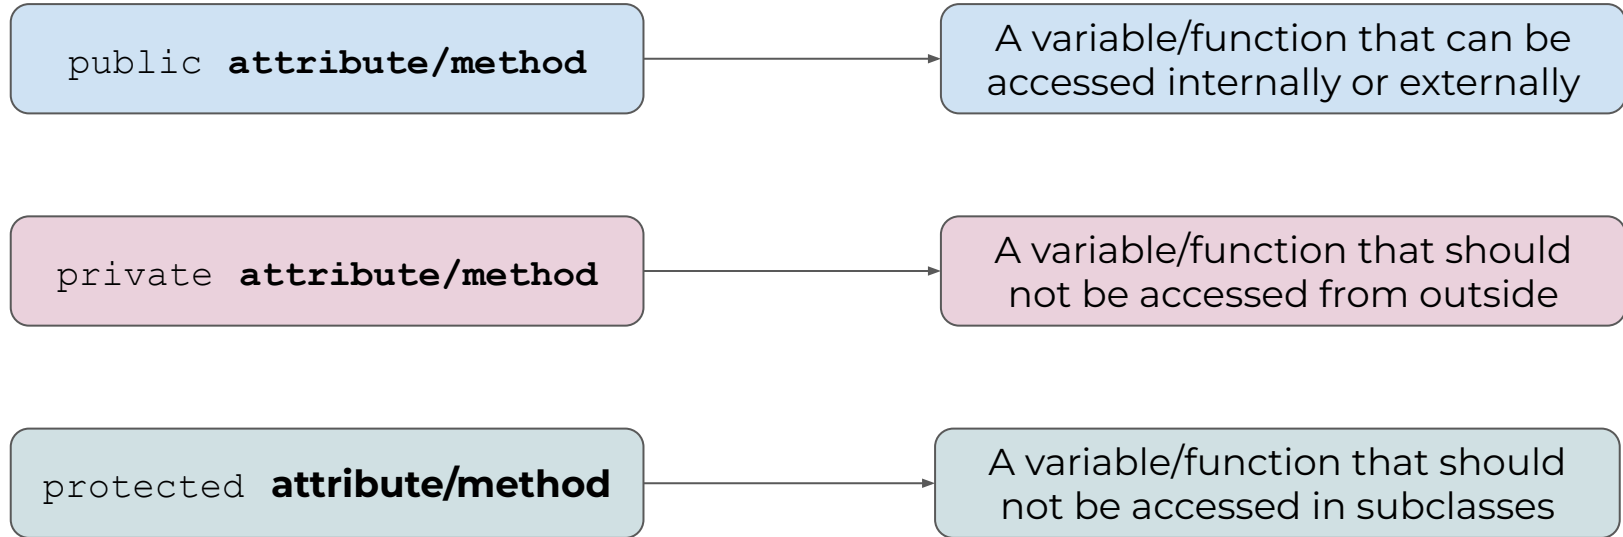 public attribute/method
A variable/function that can be
accessed internally or externally
private attribute/method
A variable/function that should
not be accessed from outside
protected attribute/method
A variable/function that should
not be accessed in subclasses